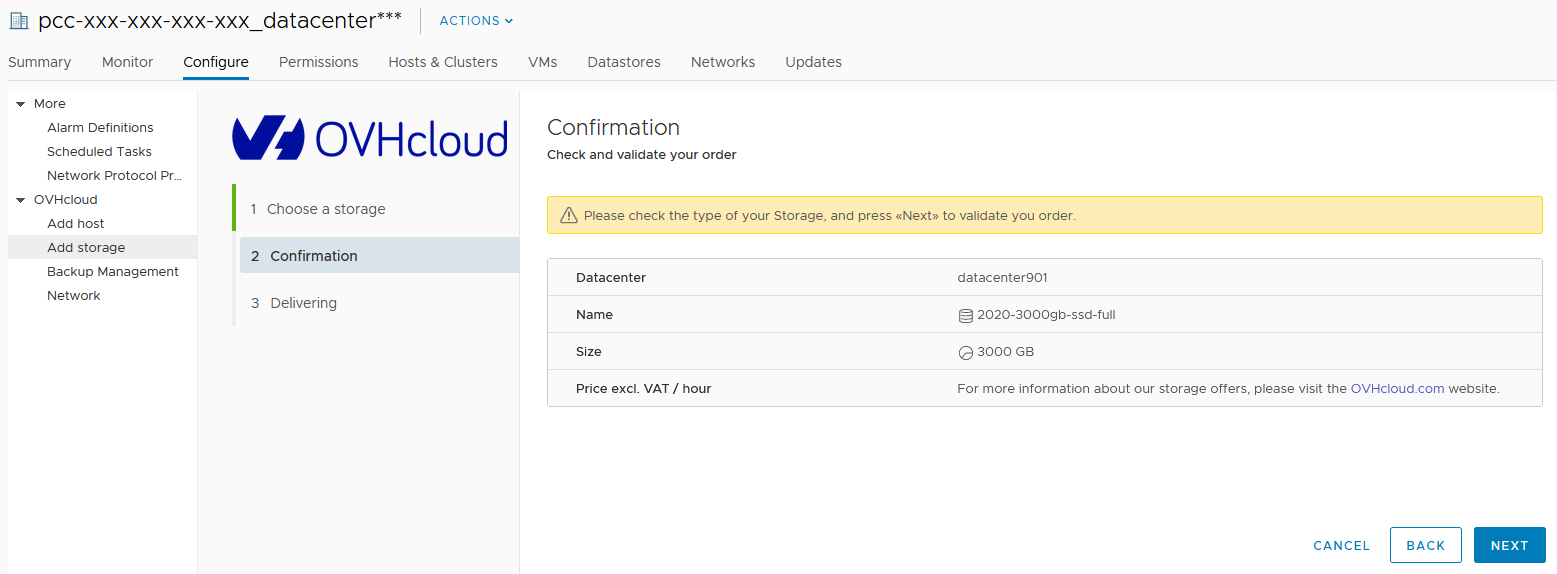 pcc-xxx-xxx-xxx-xxx_datacenter*** ACTIONS
Summary Monitor Configure Permissions Hosts & Clusters VMs Datastores Networks Updates
More
Alarm Definitions
Scheduled Tasks
Network Protocol Pr...
OVHcloud
Add host
Add storage
Backup Management
Network
OVHcloud
1 Choose a storage
2 Confirmation
3 Delivering
Confirmation
Check and validate your order
Please check the type of your Storage, and press «Next» to validate you order.
Datacenter datacenter901
Name 2020-3000gb-ssd-full
Size 3000 GB
Price excl. VAT / hour For more information about our storage offers, please visit the OVHcloud.com website.
CANCEL BACK NEXT